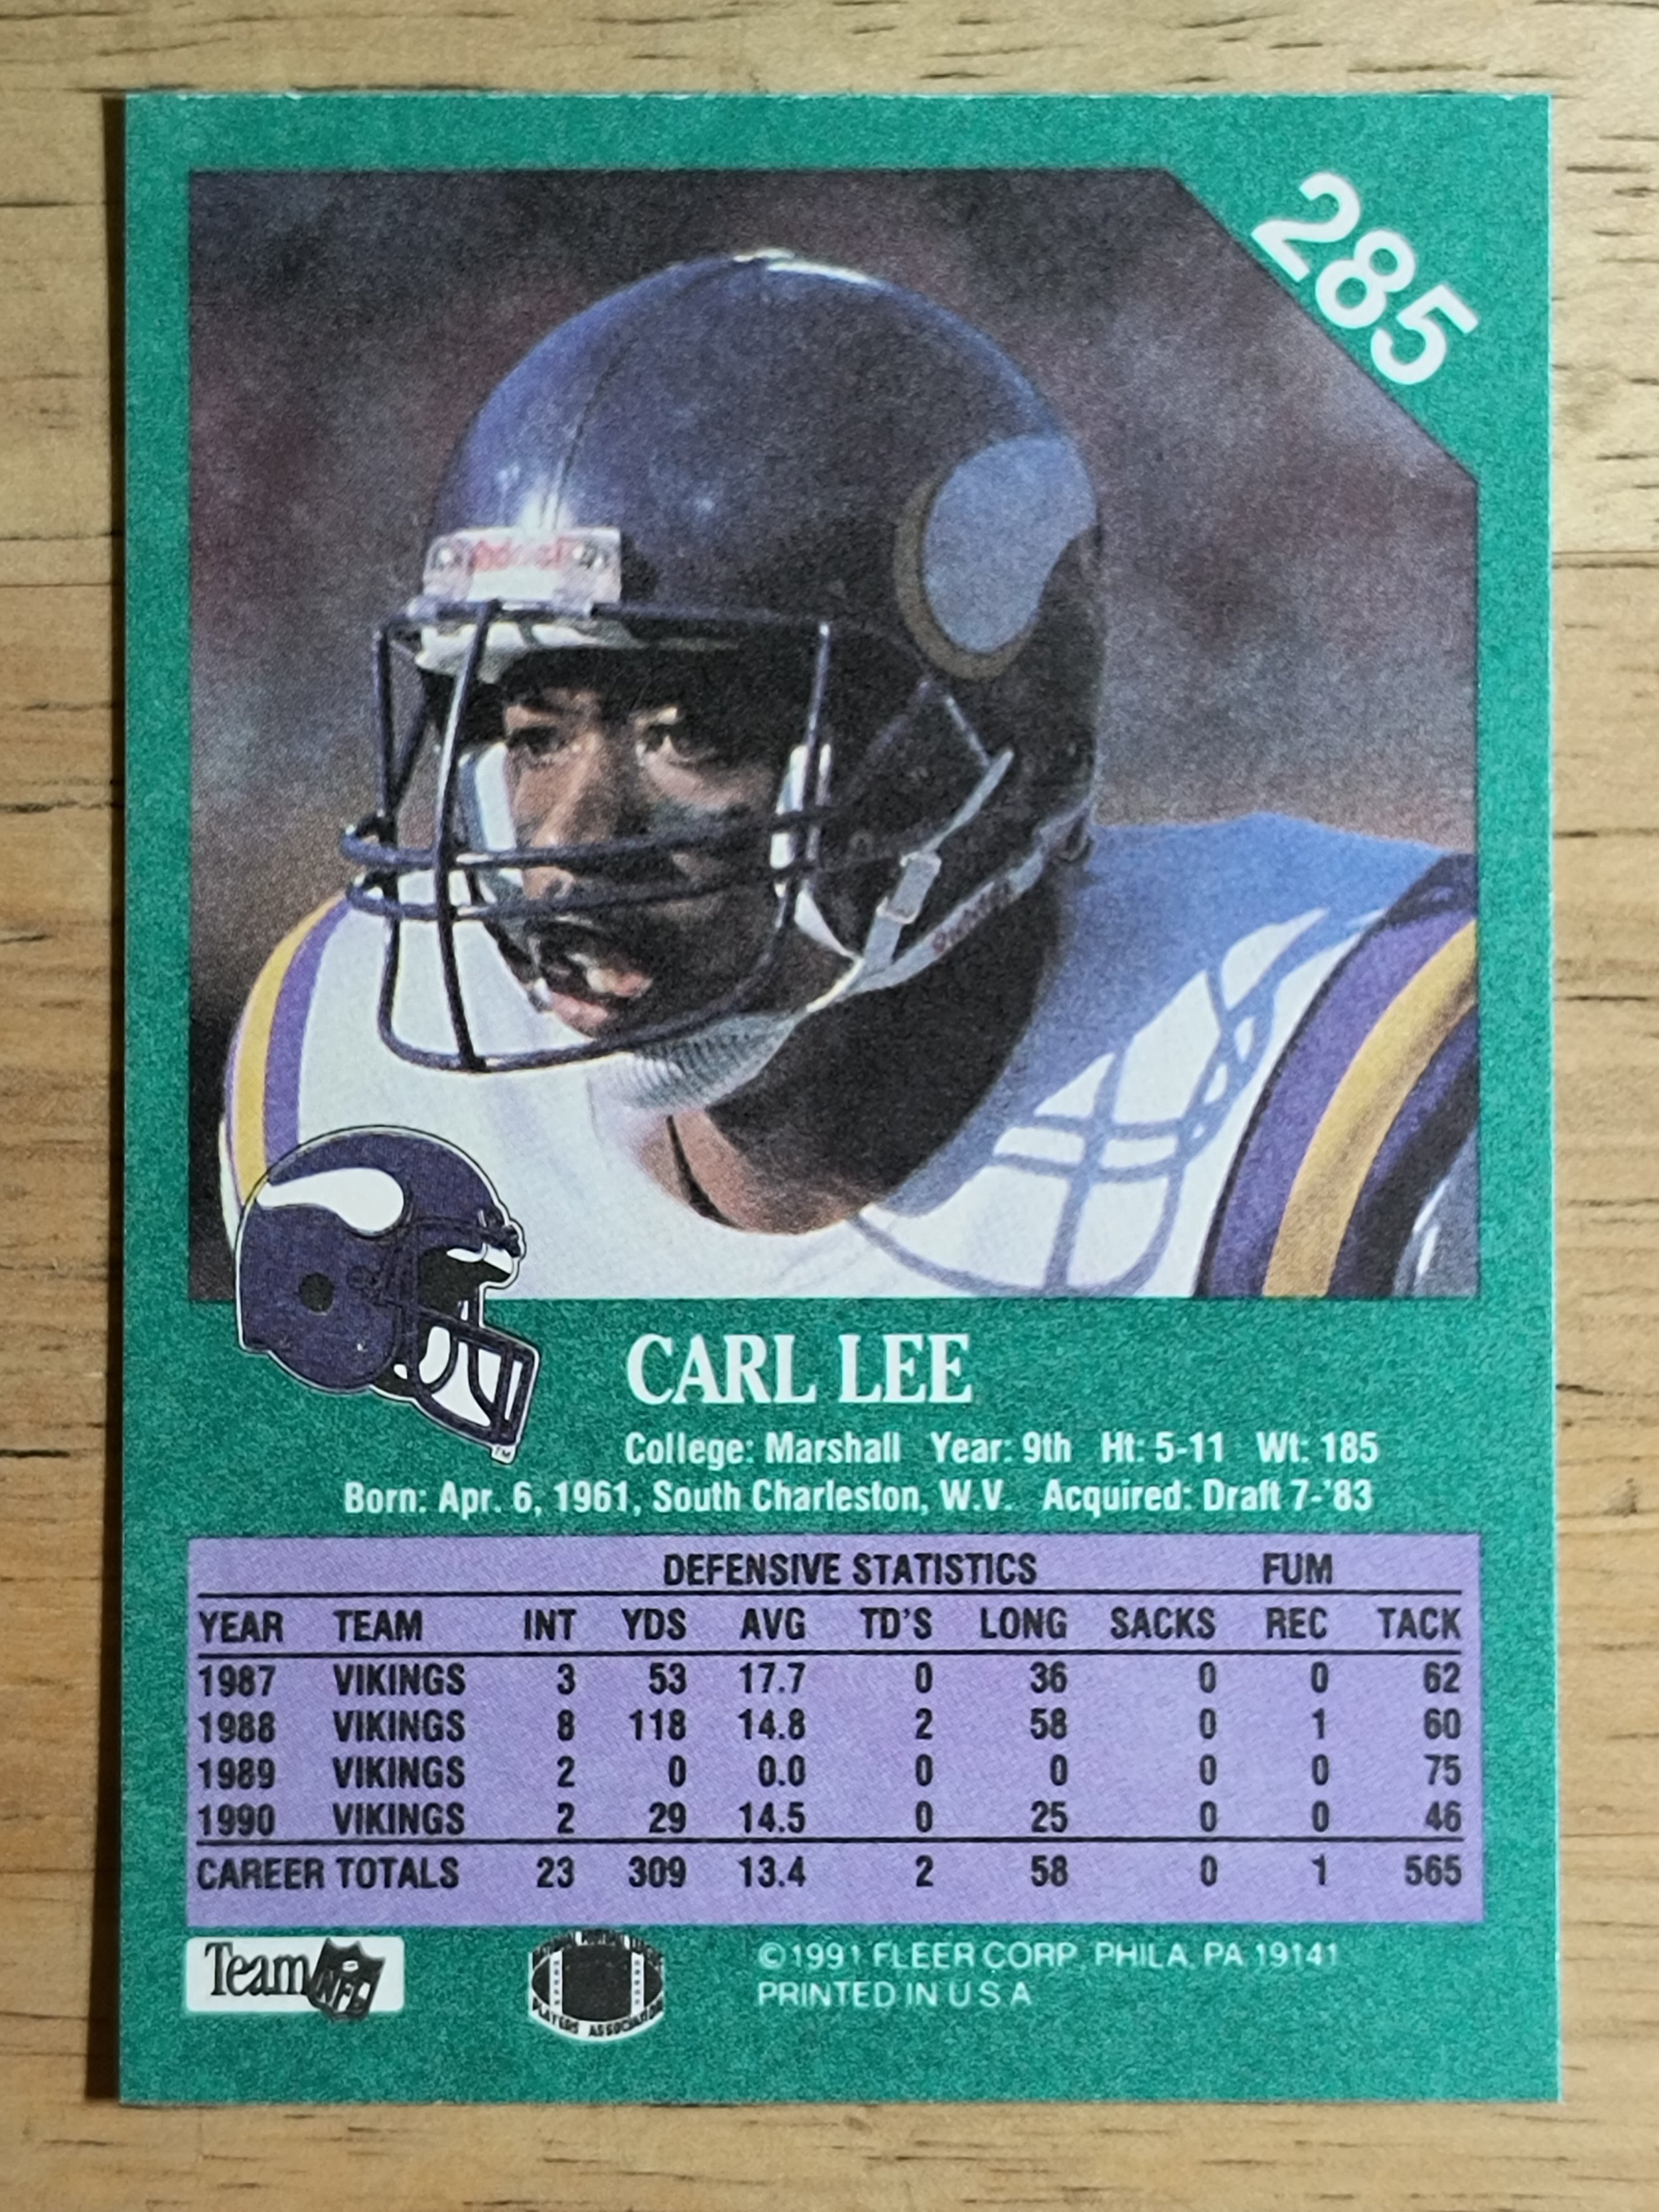 285
Riddell
CARL LEE
College: Marshall Year: 9th Ht: 5-11 Wt: 185
Born: Apr. 6, 1961, South Charleston, W.V. Acquired: Draft 7-'83
DEFENSIVE STATISTICS FUM
YEAR TEAM INT YDS AVG TD'S LONG SACKS REC TACK
1987 VIKINGS 3 53 17.7 0 36 0 0 62
1988 VIKINGS 8 118 14.8 2 58 0 1 60
1989 VIKINGS 2 0 0.0 0 0 0 0 75
1990 VIKINGS 2 29 14.5 0 25 0 0 46
CAREER TOTALS 23 309 13.4 2 58 0 1 565
Team NFL
PLAYERS ASSOCIATION
© 1991 FLEER CORP. PHILA. PA 19141
PRINTED IN U S A
TM